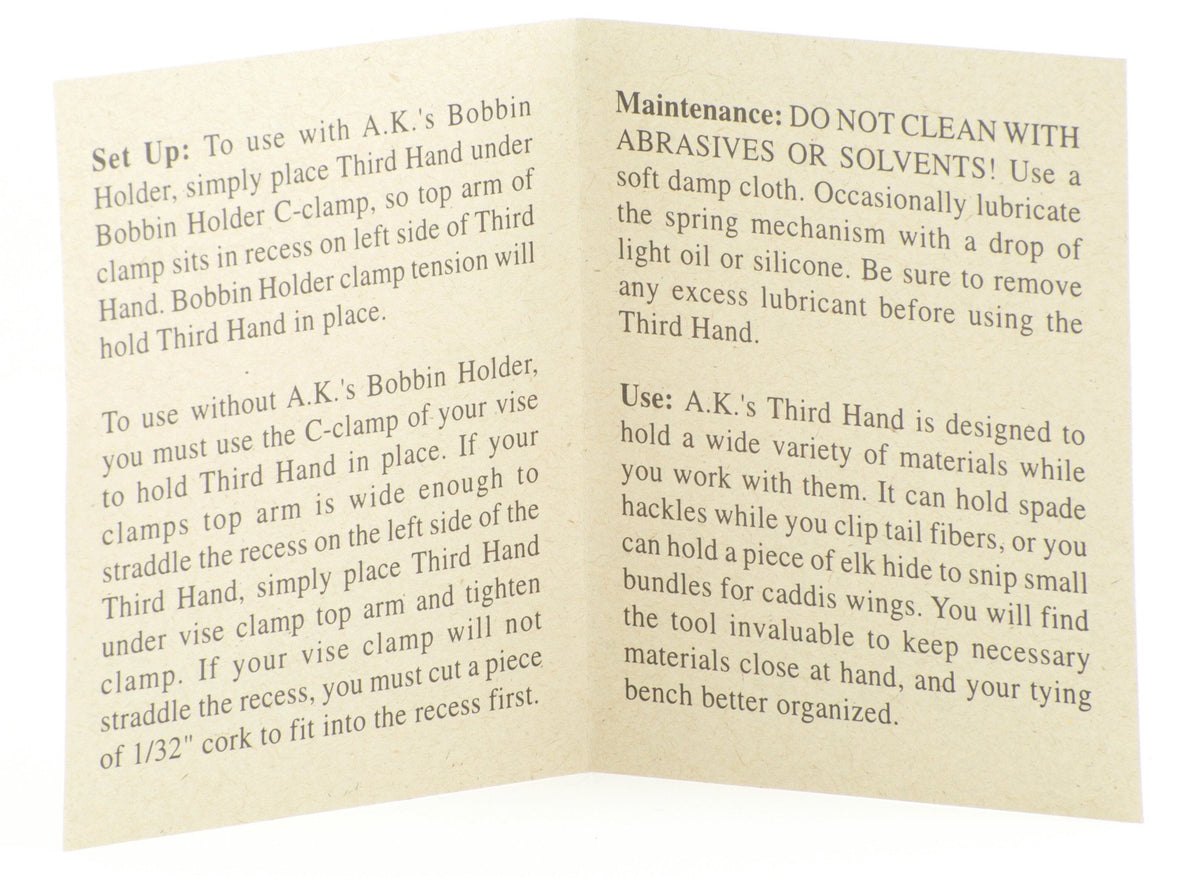 Set Up: To use with A.K.'s Bobbin
Holder, simply place Third Hand under
Bobbin Holder C-clamp, so top arm of
clamp sits in recess on left side of Third
Hand. Bobbin Holder clamp tension will
hold Third Hand in place.
To use without A.K.'s Bobbin Holder,
you must use the C-clamp of your vise
to hold Third Hand in place. If your
clamps top arm is wide enough to
straddle the recess on the left side of the
Third Hand, simply place Third Hand
under vise clamp top arm and tighten
clamp. If your vise clamp will not
straddle the recess, you must cut a piece
of 1/32" cork to fit into the recess first.
Maintenance: DO NOT CLEAN WITH
ABRASIVES OR SOLVENTS! Use a
soft damp cloth. Occasionally lubricate
the spring mechanism with a drop of
light oil or silicone. Be sure to remove
any excess lubricant before using the
Third Hand.
Use: A.K.'s Third Hand is designed to
hold a wide variety of materials while
you work with them. It can hold spade
hackles while you clip tail fibers, or you
can hold a piece of elk hide to snip small
bundles for caddis wings. You will find
the tool invaluable to keep necessary
materials close at hand, and your tying
bench better organized.